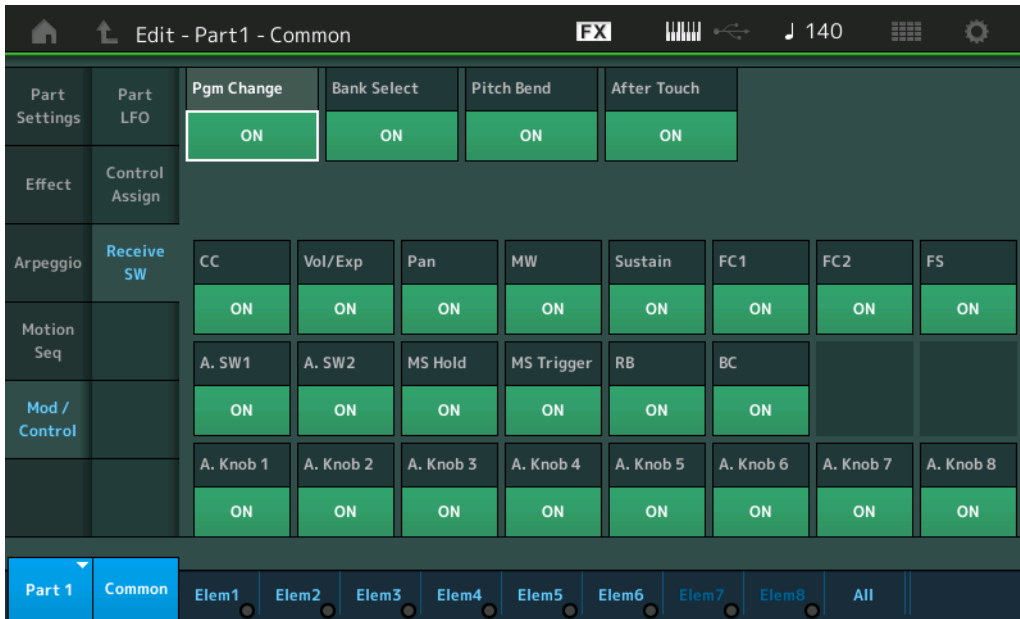 Edit - Part1 - Common FX ♩ 140
Pgm Change Bank Select Pitch Bend After Touch
ON ON ON ON
Part
Settings
Part
LFO
Effect
Control
Assign
Arpeggio
Receive
SW
Motion
Seq
Mod /
Control
CC Vol/Exp Pan MW Sustain FC1 FC2 FS
ON ON ON ON ON ON ON ON
A. SW1 A. SW2 MS Hold MS Trigger RB BC
ON ON ON ON ON ON
A. Knob 1 A. Knob 2 A. Knob 3 A. Knob 4 A. Knob 5 A. Knob 6 A. Knob 7 A. Knob 8
ON ON ON ON ON ON ON ON
Part 1 Common Elem1 Elem2 Elem3 Elem4 Elem5 Elem6 Elem7 Elem8 All